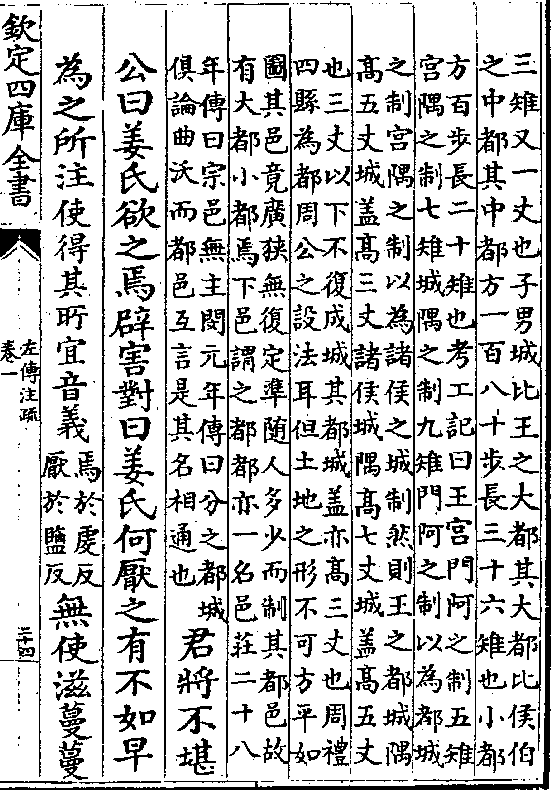 三雉又一丈也子男城比王之大都其大都比侯伯
之中都其中都方一百八十步長三十六雉也小都
方百步長二十雉也考工記曰王宫門阿之制五雉
宫隅之制七雉城隅之制九雉門阿之制以為都城
之制宫隅之制以為諸侯之城制然則王之都城隅
高五丈城蓋高三丈諸侯城隅高七丈城蓋高五丈
也三丈以下不復成城其都城蓋亦高三丈也周禮
四縣為都周公之設法耳但土地之形不可方平如
圖其邑竟廣狹無復定準隨人多少而制其都邑故
有大都小都焉下邑謂之都都亦一名邑莊二十八
年傳曰宗邑無主閔元年傳曰分之都城
俱論曲沃而都邑互言是其名相通也
君將不堪
公曰姜氏欲之焉辟害對曰姜氏何厭之有不如早
為之所注使得其所宜音義
焉於虔反
厭於鹽反
無使滋蔓蔓
欽定四庫全書
左傳注疏
卷一